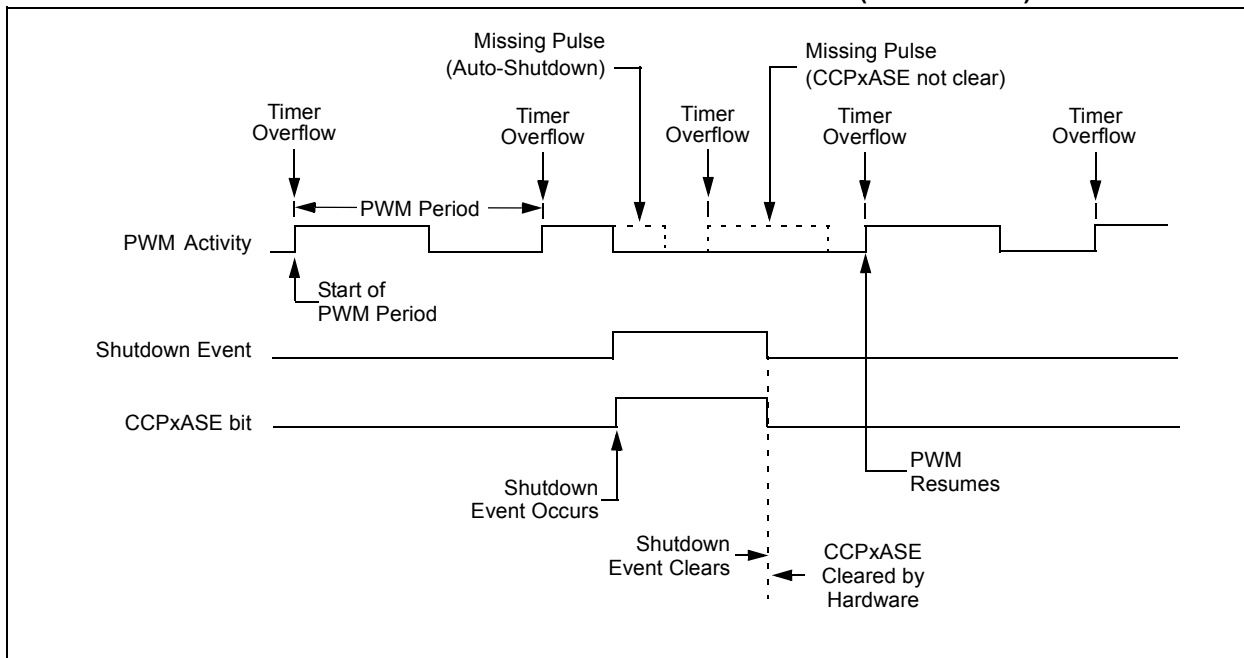 Missing Pulse
(Auto-Shutdown)
Missing Pulse
(CCPxASE not clear)
Timer
Overflow
Timer
Overflow
Timer
Overflow
Timer
Overflow
Timer
Overflow
PWM Period
PWM Activity
Start of
PWM Period
Shutdown Event
CCPxASE bit
Shutdown
Event Occurs
PWM
Resumes
Shutdown
Event Clears
CCPxASE
Cleared by
Hardware